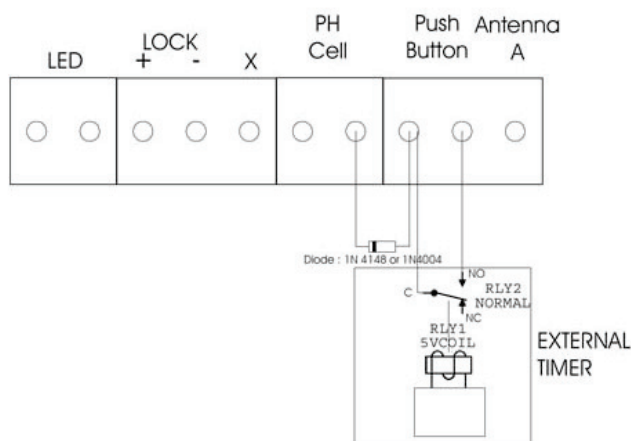 LED
LOCK
+ - X
PH
Cell
Push
Button
Antenna
A
Diode : 1N 4148 or 1N4004
NO
C
RLY2
NORMAL
NC
RLY1
5VCOIL
EXTERNAL
TIMER